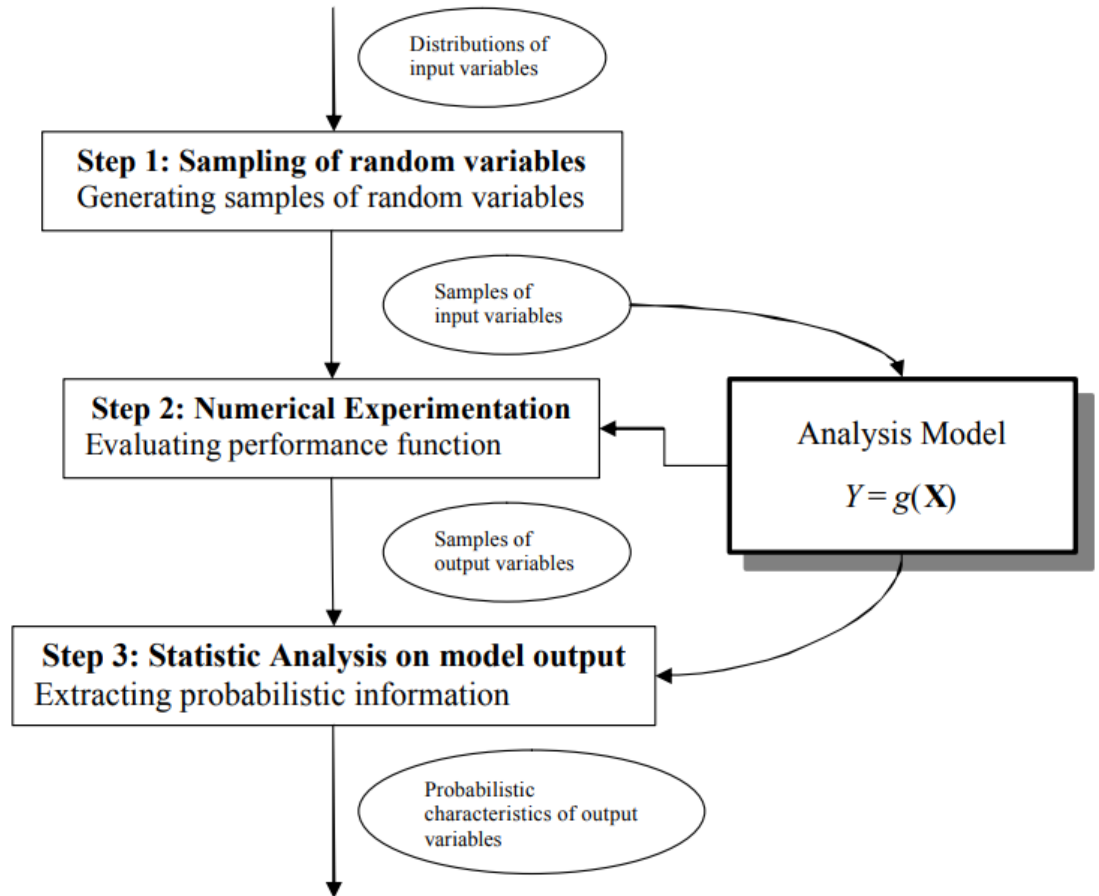 Distributions of
input variables
Step 1: Sampling of random variables
Generating samples of random variables
Samples of
input variables
Step 2: Numerical Experimentation
Evaluating performance function
Analysis Model
Y = g(X)
Samples of
output variables
Step 3: Statistic Analysis on model output
Extracting probabilistic information
Probabilistic
characteristics of output
variables